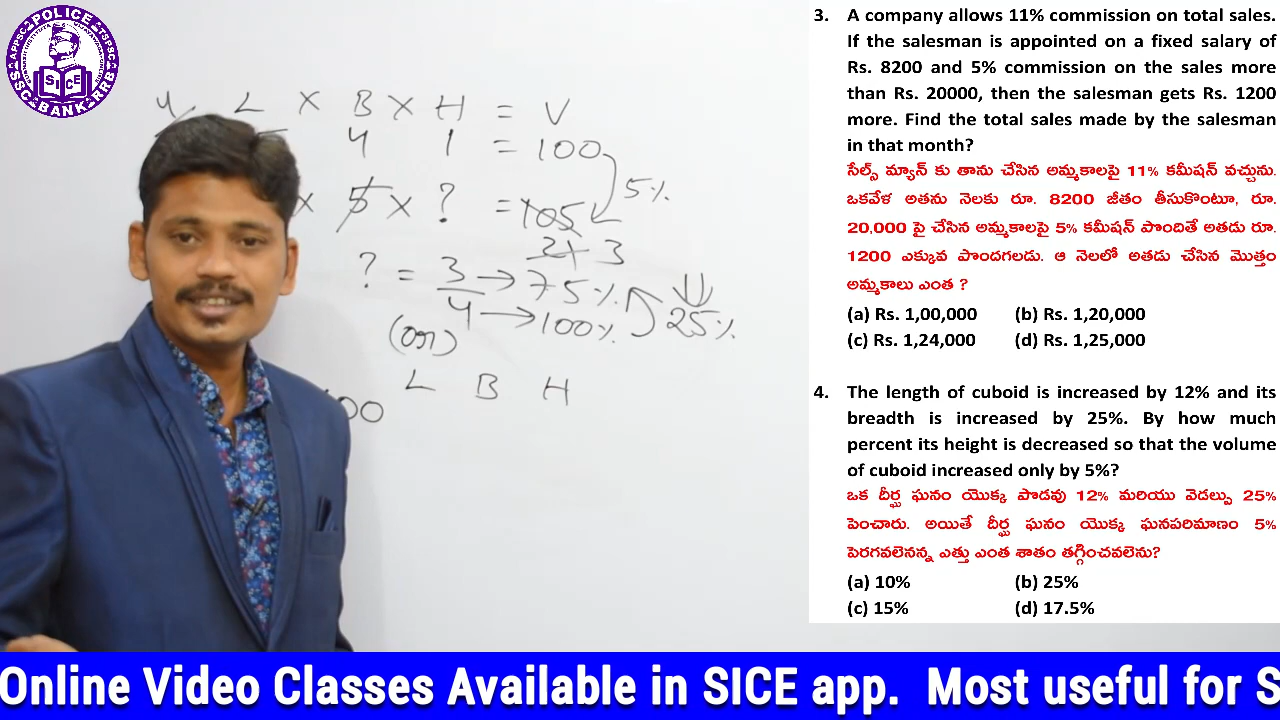 POLICE
APPSC
TSPSC
SSC
BANK
RRB
SICE
L × B × H = V
4 1 = 100
5%
× 5 × ? = 105
21 3
? = 3/4 → 75%
→ 100% 25%
(or)
L B H
00
3. A company allows 11% commission on total sales.
If the salesman is appointed on a fixed salary of
Rs. 8200 and 5% commission on the sales more
than Rs. 20000, then the salesman gets Rs. 1200
more. Find the total sales made by the salesman
in that month?
సేల్స్ మ్యాన్ కు తాను చేసిన అమ్మకాలపై 11% కమీషన్ వచ్చును.
ఒకవేళ అతను నెలకు రూ. 8200 జీతం తీసుకొంటూ, రూ.
20,000 పై చేసిన అమ్మకాలపై 5% కమీషన్ పొందితే అతడు రూ.
1200 ఎక్కువ పొందగలడు. ఆ నెలలో అతడు చేసిన మొత్తం
అమ్మకాలు ఎంత ?
(a) Rs. 1,00,000 (b) Rs. 1,20,000
(c) Rs. 1,24,000 (d) Rs. 1,25,000
4. The length of cuboid is increased by 12% and its
breadth is increased by 25%. By how much
percent its height is decreased so that the volume
of cuboid increased only by 5%?
ఒక దీర్ఘ ఘనం యొక్క పొడవు 12% మరియు వెడల్పు 25%
పెంచారు. అయితే దీర్ఘ ఘనం యొక్క ఘనపరిమాణం 5%
పెరగవలెనన్న ఎత్తు ఎంత శాతం తగ్గించవలెను?
(a) 10% (b) 25%
(c) 15% (d) 17.5%
Online Video Classes Available in SICE app. Most useful for S